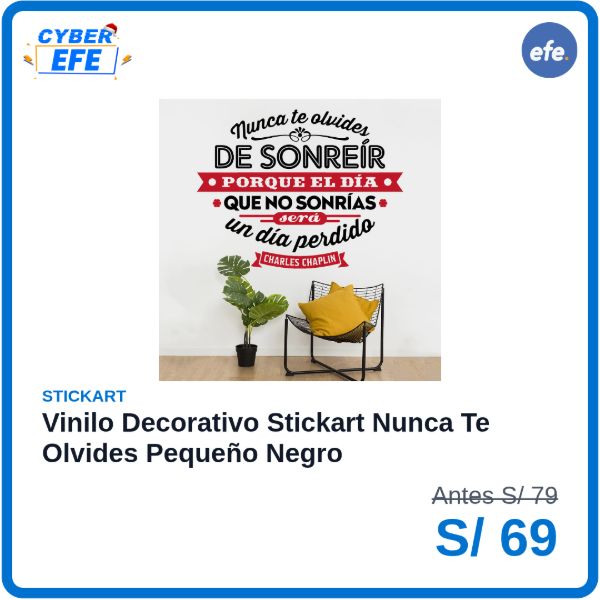 CYBER
EFE
efe.
Nunca te olvides
DE SONREÍR
PORQUE EL DÍA
QUE NO SONRÍAS
será
un día perdido
CHARLES CHAPLIN
STICKART
Vinilo Decorativo Stickart Nunca Te
Olvides Pequeño Negro
Antes S/ 79
S/ 69